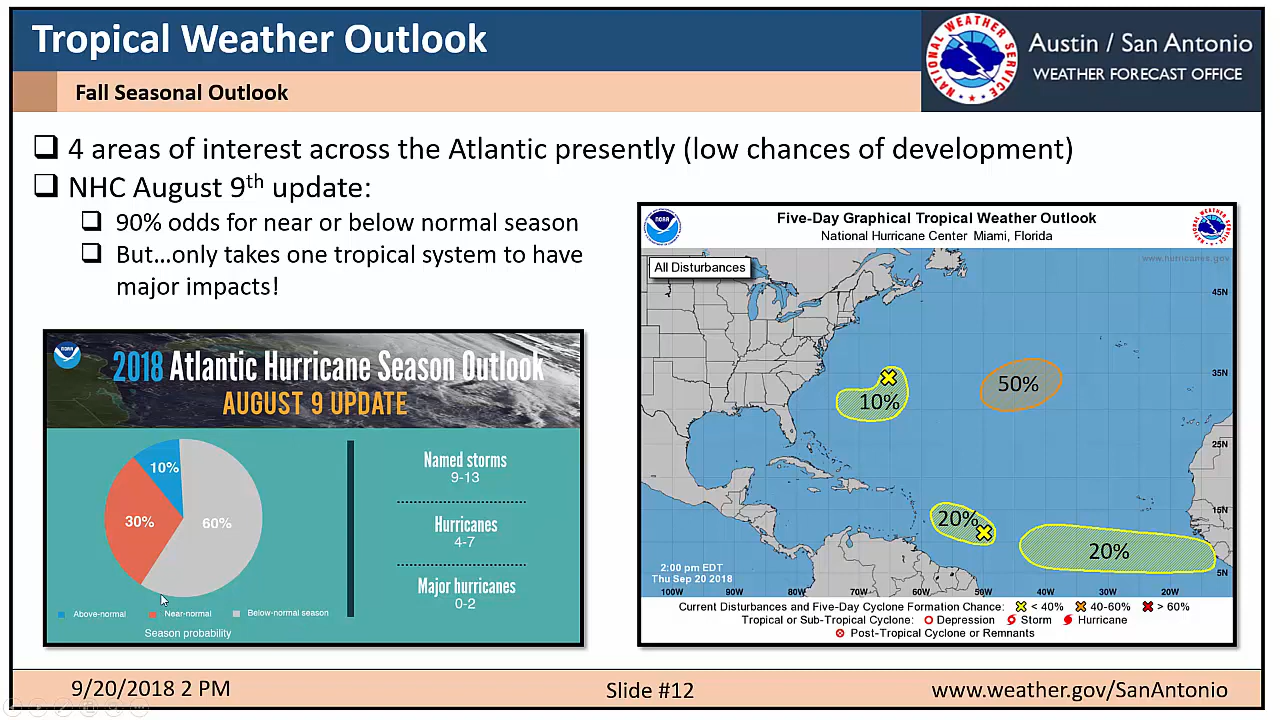 Tropical Weather Outlook
Fall Seasonal Outlook
NATIONAL WEATHER SERVICE
Austin / San Antonio
WEATHER FORECAST OFFICE
4 areas of interest across the Atlantic presently (low chances of development)
NHC August 9th update:
90% odds for near or below normal season
But...only takes one tropical system to have
major impacts!
NOAA
2018 Atlantic Hurricane Season Outlook
AUGUST 9 UPDATE
10%
30%
60%
Above-normal
Near-normal
Below-normal season
Season probability
Named storms
9-13
Hurricanes
4-7
Major hurricanes
0-2
NOAA
Five-Day Graphical Tropical Weather Outlook
National Hurricane Center Miami, Florida
All Disturbances
www.hurricanes.gov
45N
35N
25N
15N
5N
10%
50%
20%
20%
2:00 pm EDT
Thu Sep 20 2018
100W 90W 80W 70W 60W 50W 40W 30W 20W
Current Disturbances and Five-Day Cyclone Formation Chance: < 40% 40-60% > 60%
Tropical or Sub-Tropical Cyclone: Depression Storm Hurricane
Post-Tropical Cyclone or Remnants
9/20/2018 2 PM
Slide #12
www.weather.gov/SanAntonio